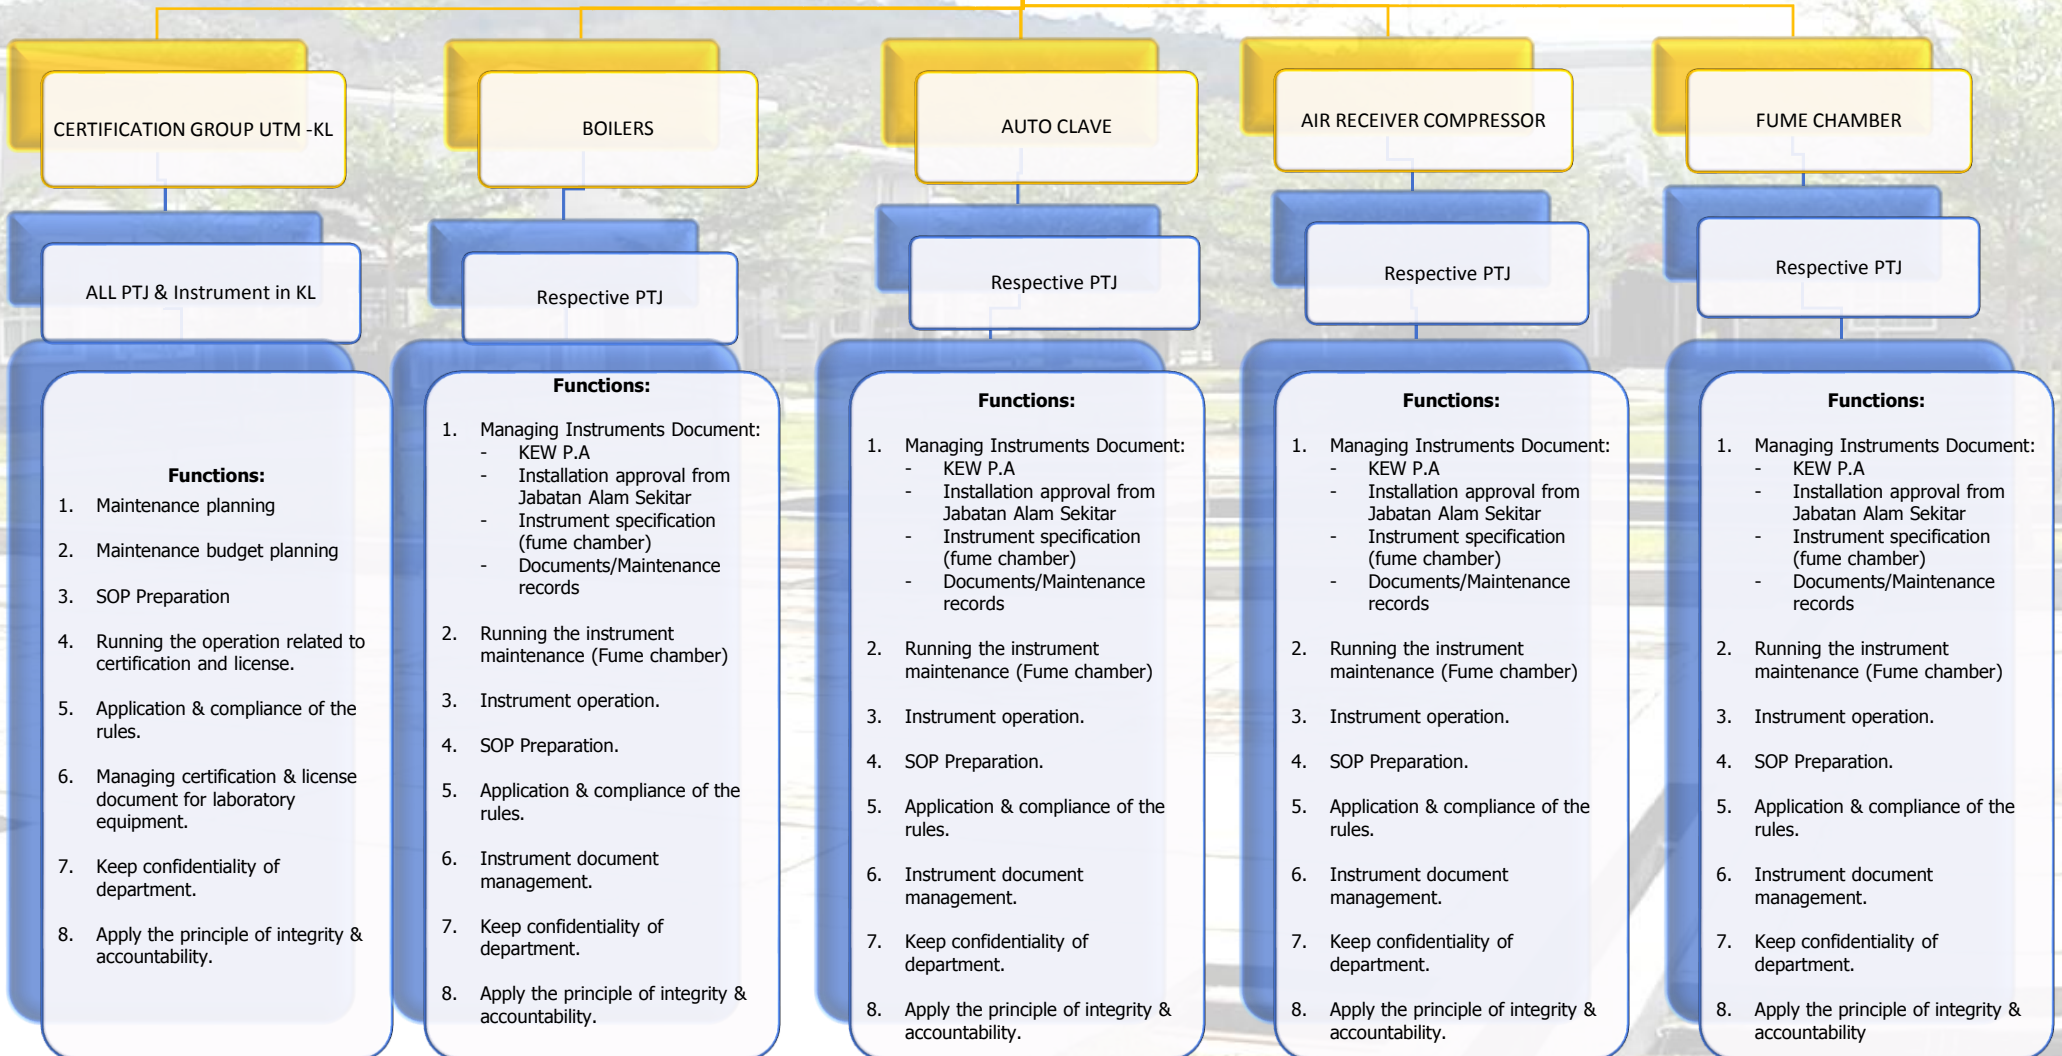 CERTIFICATION GROUP UTM -KL
ALL PTJ & Instrument in KL
Functions:
1. Maintenance planning
2. Maintenance budget planning
3. SOP Preparation
4. Running the operation related to
certification and license.
5. Application & compliance of the
rules.
6. Managing certification & license
document for laboratory
equipment.
7. Keep confidentiality of
department.
8. Apply the principle of integrity &
accountability.
BOILERS
Respective PTJ
Functions:
1. Managing Instruments Document:
- KEW P.A
- Installation approval from
Jabatan Alam Sekitar
- Instrument specification
(fume chamber)
- Documents/Maintenance
records
2. Running the instrument
maintenance (Fume chamber)
3. Instrument operation.
4. SOP Preparation.
5. Application & compliance of the
rules.
6. Instrument document
management.
7. Keep confidentiality of
department.
8. Apply the principle of integrity &
accountability.
AUTO CLAVE
Respective PTJ
Functions:
1. Managing Instruments Document:
- KEW P.A
- Installation approval from
Jabatan Alam Sekitar
- Instrument specification
(fume chamber)
- Documents/Maintenance
records
2. Running the instrument
maintenance (Fume chamber)
3. Instrument operation.
4. SOP Preparation.
5. Application & compliance of the
rules.
6. Instrument document
management.
7. Keep confidentiality of
department.
8. Apply the principle of integrity &
accountability.
AIR RECEIVER COMPRESSOR
Respective PTJ
Functions:
1. Managing Instruments Document:
- KEW P.A
- Installation approval from
Jabatan Alam Sekitar
- Instrument specification
(fume chamber)
- Documents/Maintenance
records
2. Running the instrument
maintenance (Fume chamber)
3. Instrument operation.
4. SOP Preparation.
5. Application & compliance of the
rules.
6. Instrument document
management.
7. Keep confidentiality of
department.
8. Apply the principle of integrity &
accountability.
FUME CHAMBER
Respective PTJ
Functions:
1. Managing Instruments Document:
- KEW P.A
- Installation approval from
Jabatan Alam Sekitar
- Instrument specification
(fume chamber)
- Documents/Maintenance
records
2. Running the instrument
maintenance (Fume chamber)
3. Instrument operation.
4. SOP Preparation.
5. Application & compliance of the
rules.
6. Instrument document
management.
7. Keep confidentiality of
department.
8. Apply the principle of integrity &
accountability